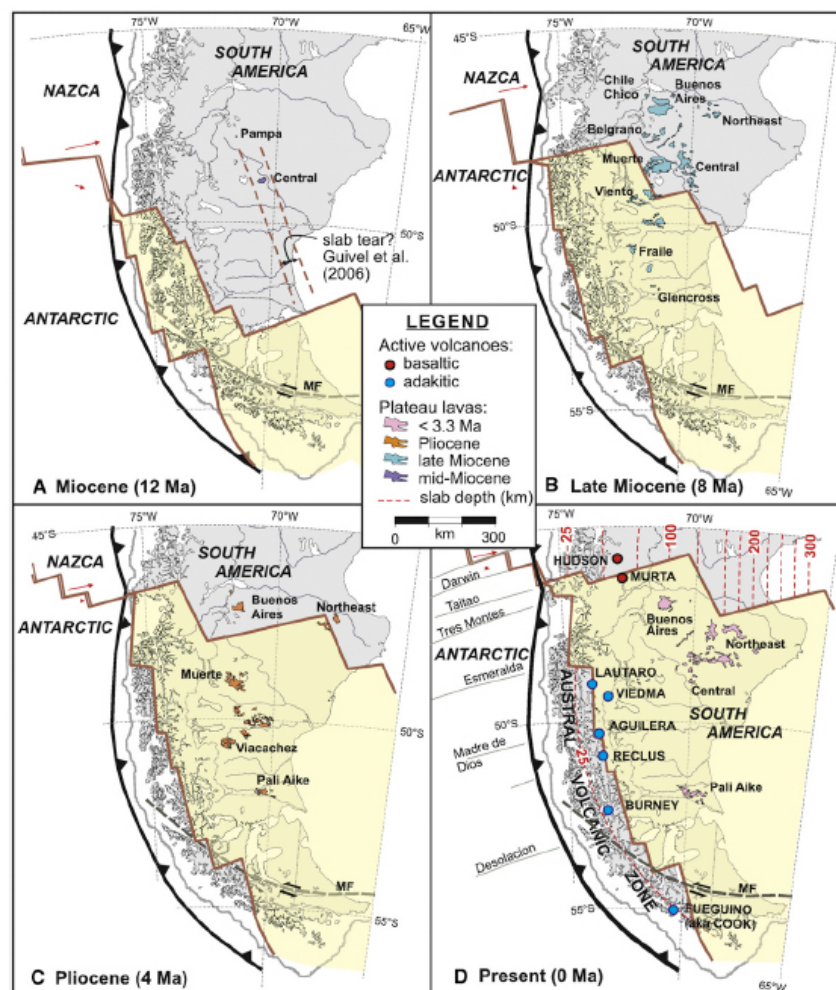 75°W
70°W
65°W
SOUTH
AMERICA
NAZCA
Pampa
Central
50°S
slab tear?
Guivel et al.
(2006)
ANTARCTIC
MF
A Miocene (12 Ma)
45°S
75°W
70°W
SOUTH
AMERICA
NAZCA
Chile
Chico
Buenos
Aires
Northeast
Belgrano
Muerte
Central
ANTARCTIC
Viento
50°S
Fraile
Glencross
MF
55°S
B Late Miocene (8 Ma)
65°W
LEGEND
Active volcanoes:
basaltic
adakitic
Plateau lavas:
< 3.3 Ma
Pliocene
late Miocene
mid-Miocene
slab depth (km)
0 300
km
45°S
75°W
70°W
NAZCA
SOUTH
AMERICA
Buenos
Aires
Northeast
ANTARCTIC
Muerte
50°S
Viacachez
Pali Aike
MF
55°S
C Pliocene (4 Ma)
75°W
70°W
25
100
200
300
HUDSON
MURTA
Darwin
Taitao
Tres Montes
Buenos
Aires
Northeast
ANTARCTIC
Central
Esmeralda
LAUTARO
VIEDMA
SOUTH
AMERICA
50°S
AGUILERA
RECLUS
25
Madre de
Dios
Pali Aike
BURNEY
AUSTRAL VOLCANIC ZONE
Desolacion
MF
55°S
FUEGUINO
(aka COOK)
D Present (0 Ma)
65°W